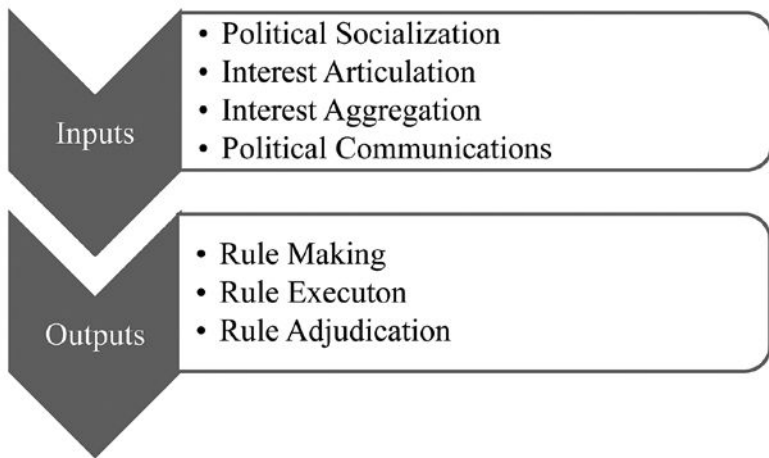 Inputs
• Political Socialization
• Interest Articulation
• Interest Aggregation
• Political Communications
Outputs
• Rule Making
• Rule Executon
• Rule Adjudication